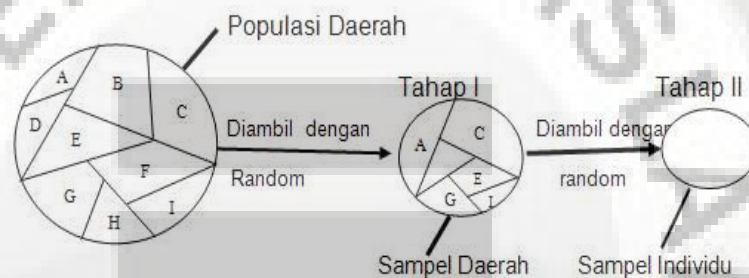 Populasi Daerah
A
B
C
D
E
F
G
H
I
Diambil dengan
Random
Tahap I
A
C
E
G
I
Sampel Daerah
Diambil dengan
random
Tahap II
Sampel Individu